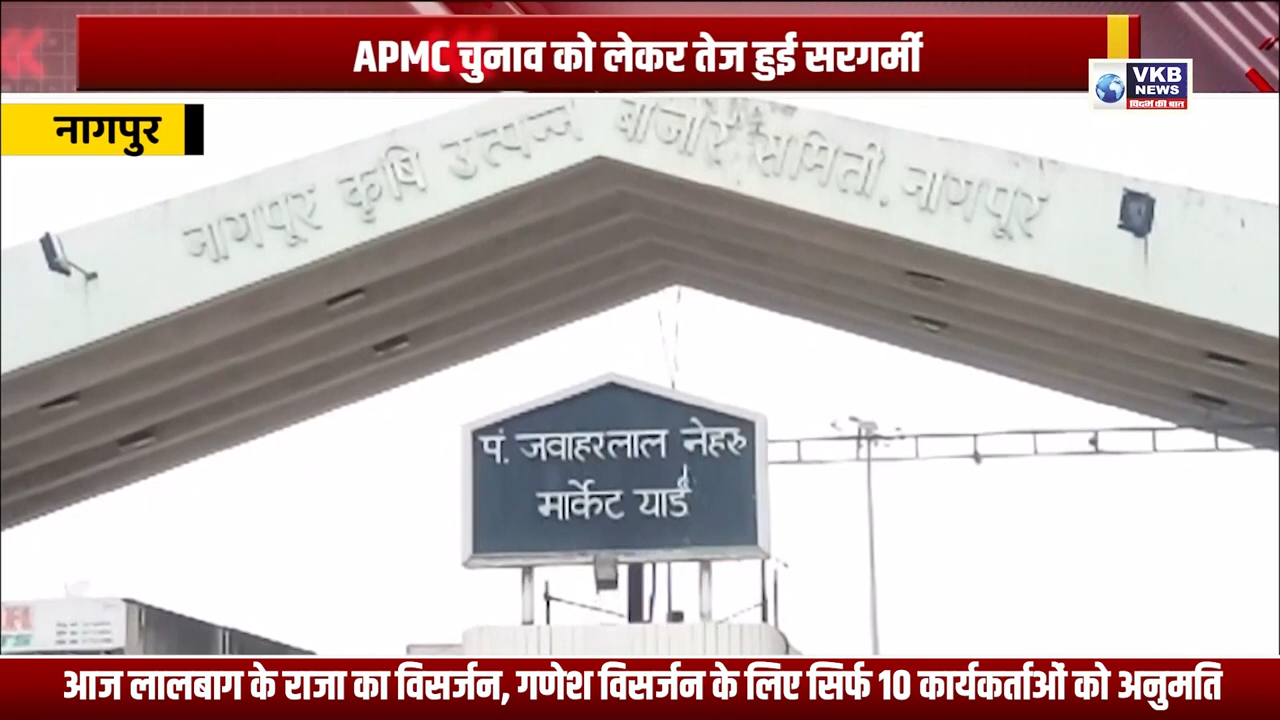 APMC चुनाव को लेकर तेज हुई सरगर्मी
VKB
NEWS
विदर्भ की बात
नागपुर
नागपूर कृषि उत्पन्न बाजार समिती, नागपूर
पं. जवाहरलाल नेहरु
मार्केट यार्ड
आज लालबाग के राजा का विसर्जन, गणेश विसर्जन के लिए सिर्फ 10 कार्यकर्ताओं को अनुमति